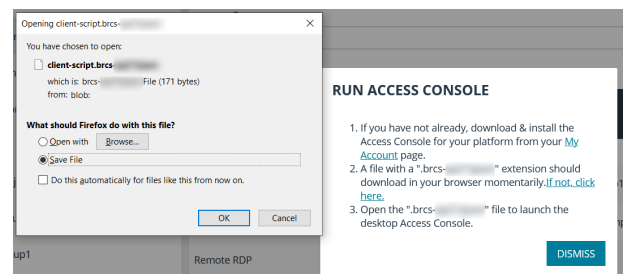 Opening client-script.brcs-
You have chosen to open:
client-script.brcs-
which is: brcs- File (171 bytes)
from: blob:
What should Firefox do with this file?
Open with Browse...
Save File
Do this automatically for files like this from now on.
OK Cancel
up1
Remote RDP
RUN ACCESS CONSOLE
1. If you have not already, download & install the
Access Console for your platform from your My
Account page.
2. A file with a ".brcs- " extension should
download in your browser momentarily.If not, click
here.
3. Open the ".brcs- " file to launch the
desktop Access Console.
DISMISS